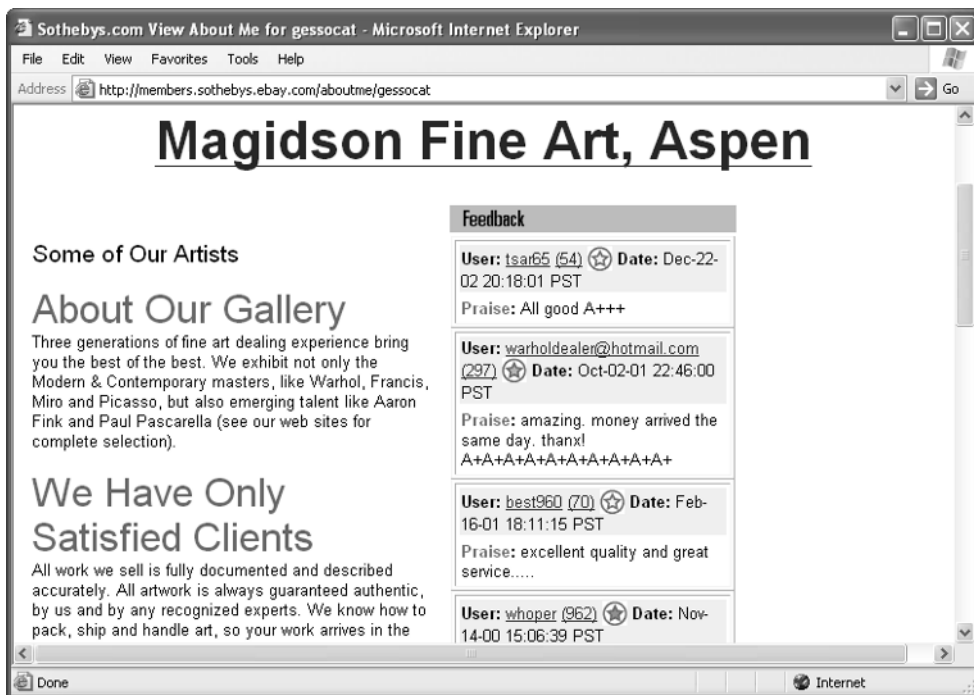 Sothebys.com View About Me for gessocat - Microsoft Internet Explorer
File Edit View Favorites Tools Help
Address http://members.sothebys.ebay.com/aboutme/gessocat Go
Magidson Fine Art, Aspen
Some of Our Artists
About Our Gallery
Three generations of fine art dealing experience bring
you the best of the best. We exhibit not only the
Modern & Contemporary masters, like Warhol, Francis,
Miro and Picasso, but also emerging talent like Aaron
Fink and Paul Pascarella (see our web sites for
complete selection).
We Have Only
Satisfied Clients
All work we sell is fully documented and described
accurately. All artwork is always guaranteed authentic,
by us and by any recognized experts. We know how to
pack, ship and handle art, so your work arrives in the
Feedback
User: tsar65 (54) Date: Dec-22-
02 20:18:01 PST
Praise: All good A+++
User: warholdealer@hotmail.com
(297) Date: Oct-02-01 22:46:00
PST
Praise: amazing. money arrived the
same day. thanx!
A+A+A+A+A+A+A+A+A+A+
User: best960 (70) Date: Feb-
16-01 18:11:15 PST
Praise: excellent quality and great
service.....
User: whoper (962) Date: Nov-
14-00 15:06:39 PST
Done Internet